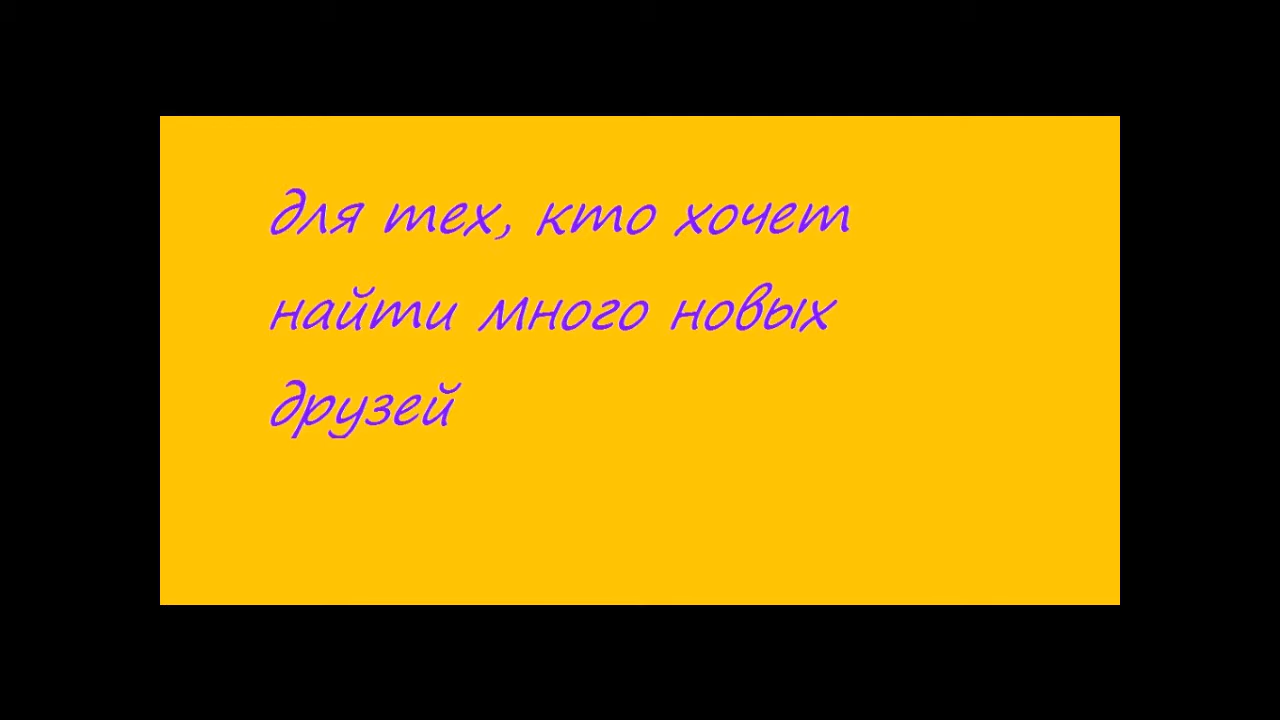 для тех, кто хочет
найти много новых
друзей